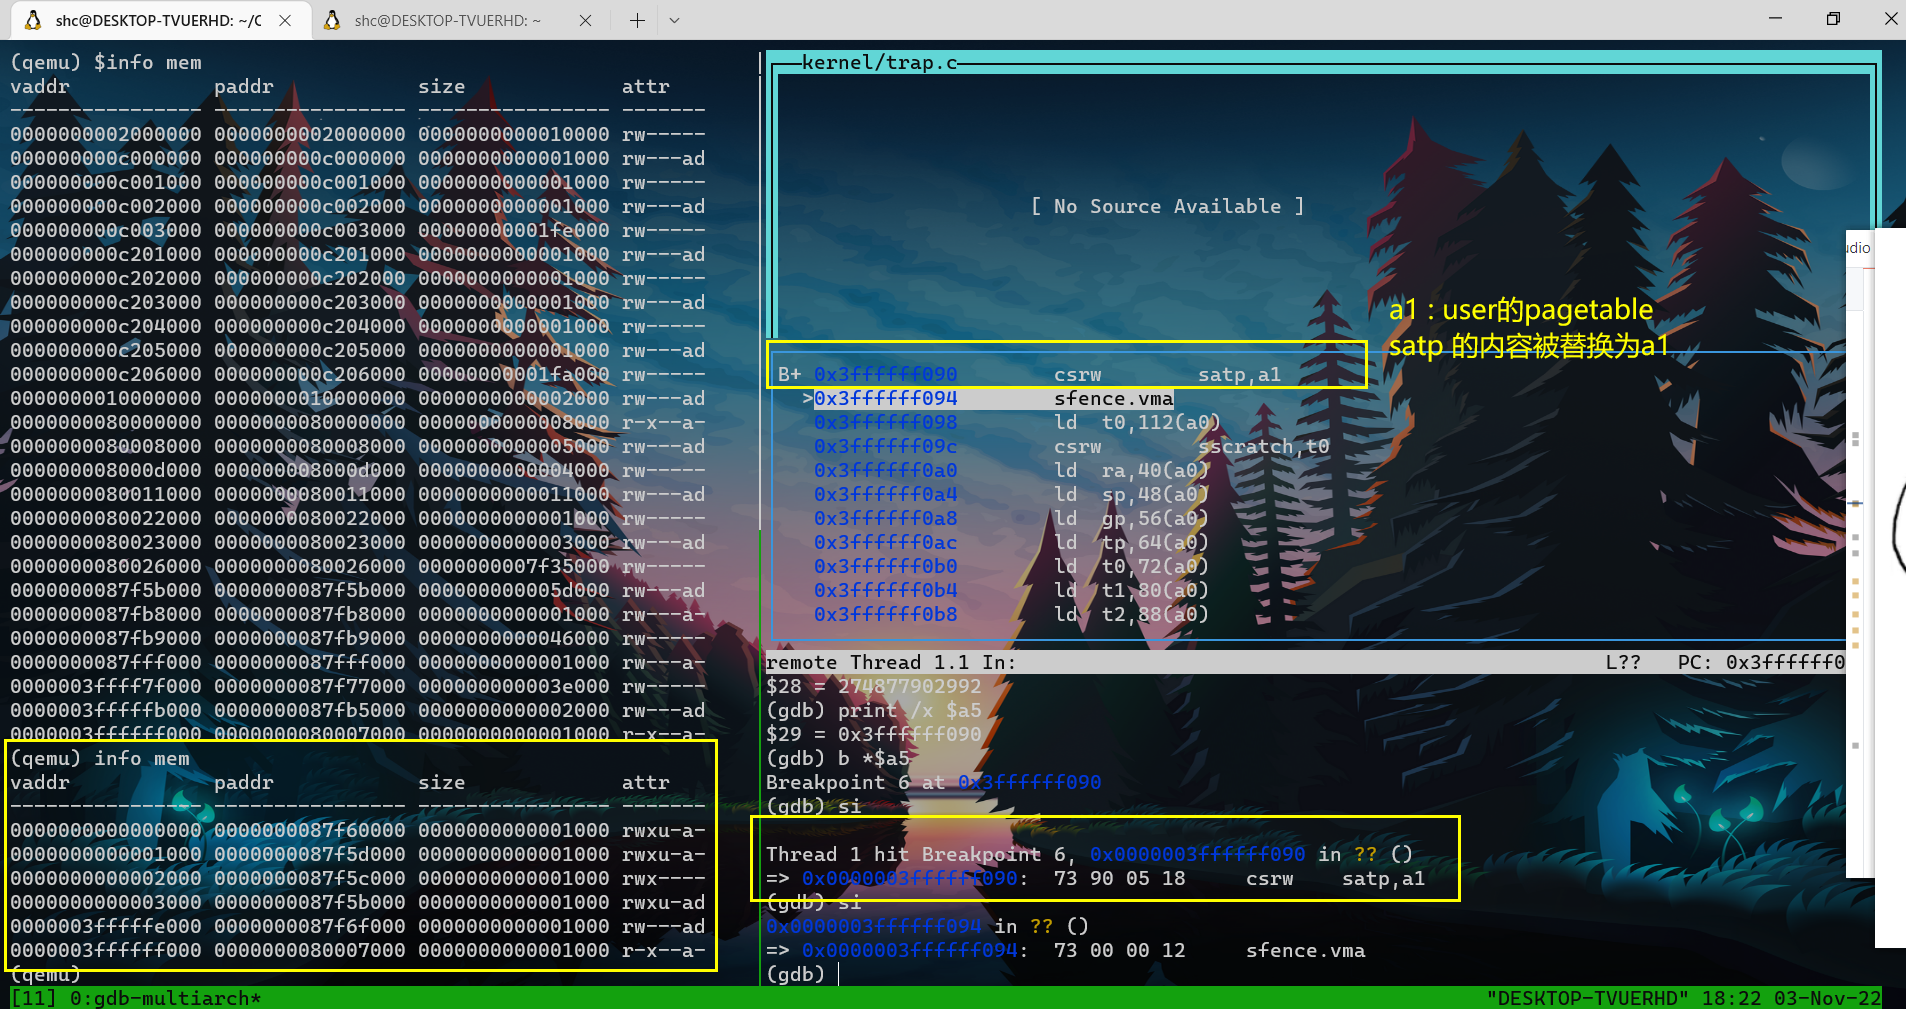 shc@DESKTOP-TVUERHD: ~/C
shc@DESKTOP-TVUERHD: ~
(qemu) $info mem
vaddr paddr size attr
---------------- ---------------- ---------------- -------
0000000002000000 0000000002000000 0000000000010000 rw-----
000000000c000000 000000000c000000 0000000000001000 rw---ad
000000000c001000 000000000c001000 0000000000001000 rw-----
000000000c002000 000000000c002000 0000000000001000 rw---ad
000000000c003000 000000000c003000 00000000001fe000 rw-----
000000000c201000 000000000c201000 0000000000001000 rw---ad
000000000c202000 000000000c202000 0000000000001000 rw-----
000000000c203000 000000000c203000 0000000000001000 rw---ad
000000000c204000 000000000c204000 0000000000001000 rw-----
000000000c205000 000000000c205000 0000000000001000 rw---ad
000000000c206000 000000000c206000 00000000001fa000 rw-----
0000000010000000 0000000010000000 0000000000002000 rw---ad
0000000080000000 0000000080000000 0000000000008000 r-x--a-
0000000080008000 0000000080008000 0000000000005000 rw---ad
000000008000d000 000000008000d000 0000000000004000 rw-----
0000000080011000 0000000080011000 0000000000011000 rw---ad
0000000080022000 0000000080022000 0000000000001000 rw-----
0000000080023000 0000000080023000 0000000000003000 rw---ad
0000000080026000 0000000080026000 0000000007f35000 rw-----
0000000087f5b000 0000000087f5b000 000000000005d000 rw---ad
0000000087fb8000 0000000087fb8000 0000000000001000 rw---a-
0000000087fb9000 0000000087fb9000 0000000000046000 rw-----
0000000087fff000 0000000087fff000 0000000000001000 rw---a-
0000003ffff7f000 0000000087f77000 000000000003e000 rw-----
0000003fffffb000 0000000087fb5000 0000000000002000 rw---ad
0000003ffffff000 0000000080007000 0000000000001000 r-x--a-
(qemu) info mem
vaddr paddr size attr
---------------- ---------------- ---------------- -------
0000000000000000 0000000087f60000 0000000000001000 rwxu-a-
0000000000001000 0000000087f5d000 0000000000001000 rwxu-a-
0000000000002000 0000000087f5c000 0000000000001000 rwx----
0000000000003000 0000000087f5b000 0000000000001000 rwxu-ad
0000003fffffe000 0000000087f6f000 0000000000001000 rw---ad
0000003ffffff000 0000000080007000 0000000000001000 r-x--a-
(qemu)
kernel/trap.c
[ No Source Available ]
a1 : user的pagetable
satp 的内容被替换为a1
B+ 0x3ffffff090 csrw satp,a1
>0x3ffffff094 sfence.vma
0x3ffffff098 ld t0,112(a0)
0x3ffffff09c csrw sscratch,t0
0x3ffffff0a0 ld ra,40(a0)
0x3ffffff0a4 ld sp,48(a0)
0x3ffffff0a8 ld gp,56(a0)
0x3ffffff0ac ld tp,64(a0)
0x3ffffff0b0 ld t0,72(a0)
0x3ffffff0b4 ld t1,80(a0)
0x3ffffff0b8 ld t2,88(a0)
remote Thread 1.1 In: L?? PC: 0x3ffffff0
$28 = 274877902992
(gdb) print /x $a5
$29 = 0x3ffffff090
(gdb) b *$a5
Breakpoint 6 at 0x3ffffff090
(gdb) si
Thread 1 hit Breakpoint 6, 0x0000003ffffff090 in ?? ()
=> 0x0000003ffffff090: 73 90 05 18 csrw satp,a1
(gdb) si
0x0000003ffffff094 in ?? ()
=> 0x0000003ffffff094: 73 00 00 12 sfence.vma
(gdb)
[11] 0:gdb-multiarch* "DESKTOP-TVUERHD" 18:22 03-Nov-22